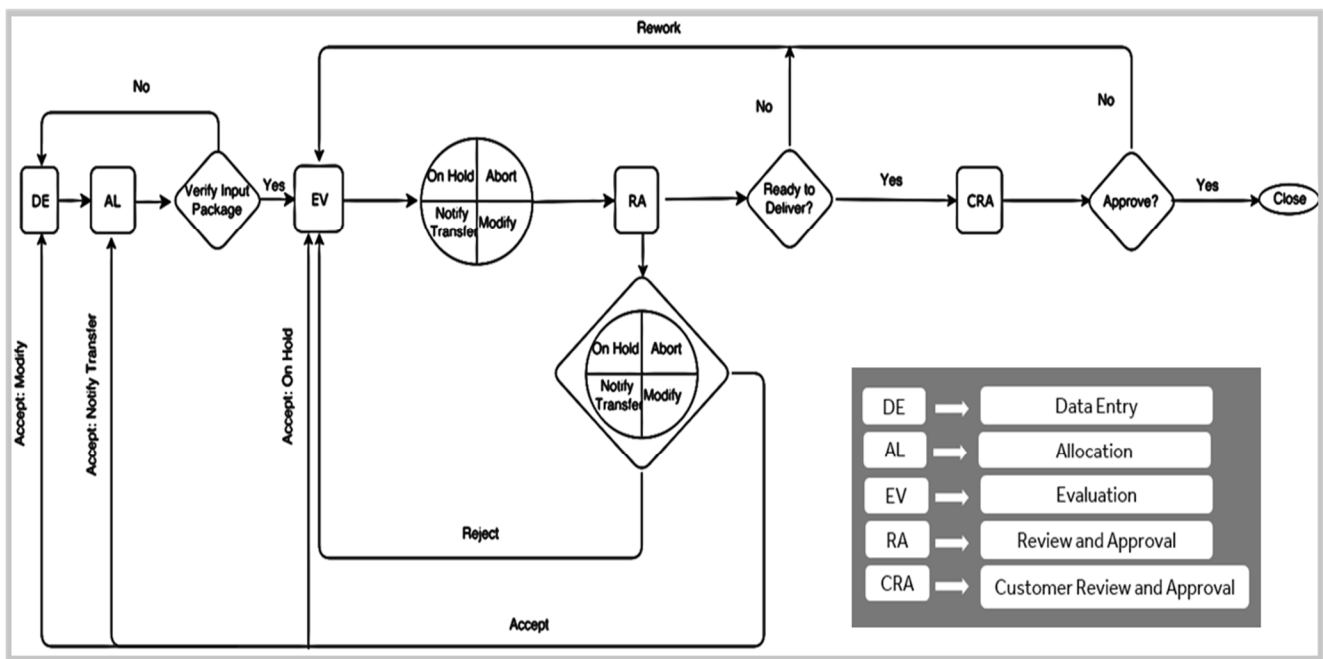 Rework
No
No
No
DE
AL
Verify Input
Package
Yes
EV
On Hold
Abort
Notify
Transfer
Modify
RA
Ready to
Deliver?
Yes
CRA
Approve?
Yes
Close
Accept: Modify
Accept: Notify Transfer
Accept: On Hold
On Hold
Abort
Notify
Transfer
Modify
Reject
Accept
DE
Data Entry
AL
Allocation
EV
Evaluation
RA
Review and Approval
CRA
Customer Review and Approval